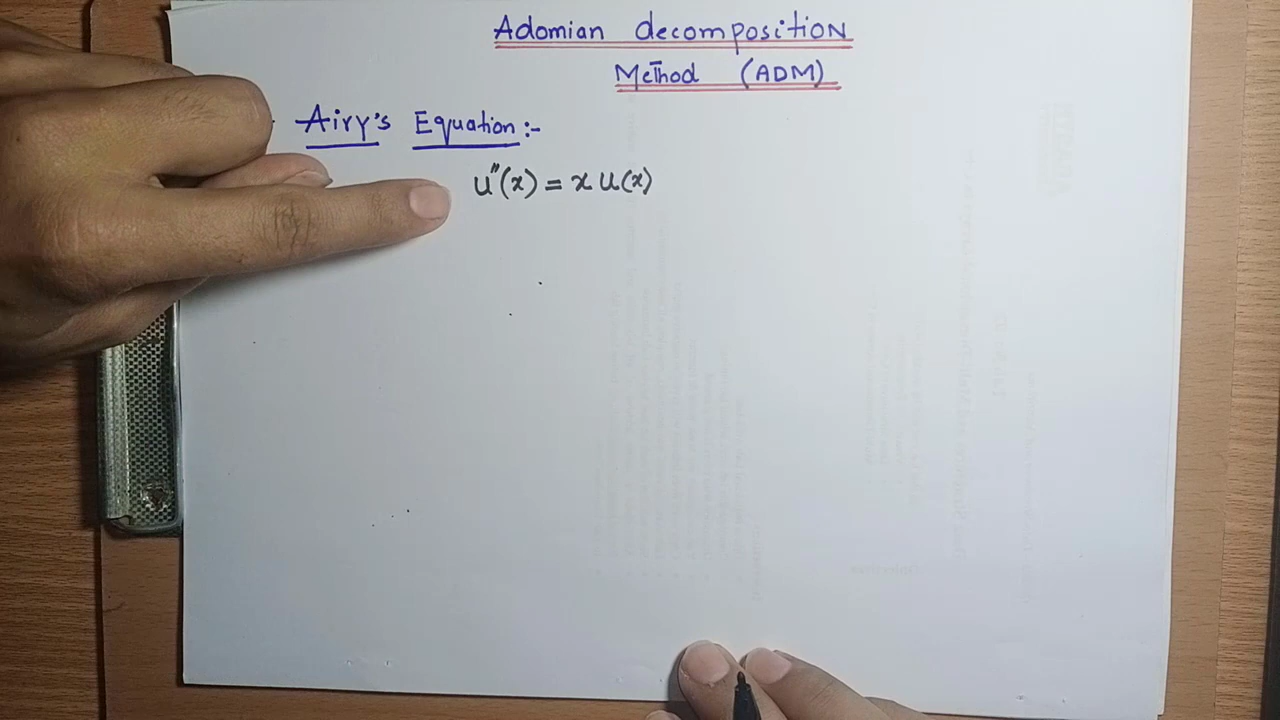 Adomian decomposition
Method (ADM)
Airy's Equation:-
u"(x) = x u(x)